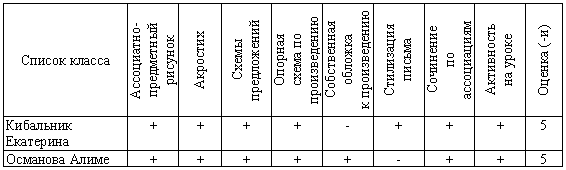 Список класса
Ассоциатно-
предметный
рисунок
Акростих
Схемы
предложений
Опорная
схема по
произведению
Собственная
обложка
к произведению
Стилизация
письма
Сочинение
по
ассоциациям
Активность
на уроке
Оценка (-и)
Кибальник + + + + - + + + 5
Екатерина
Османова Алиме + + + + + - + + 5